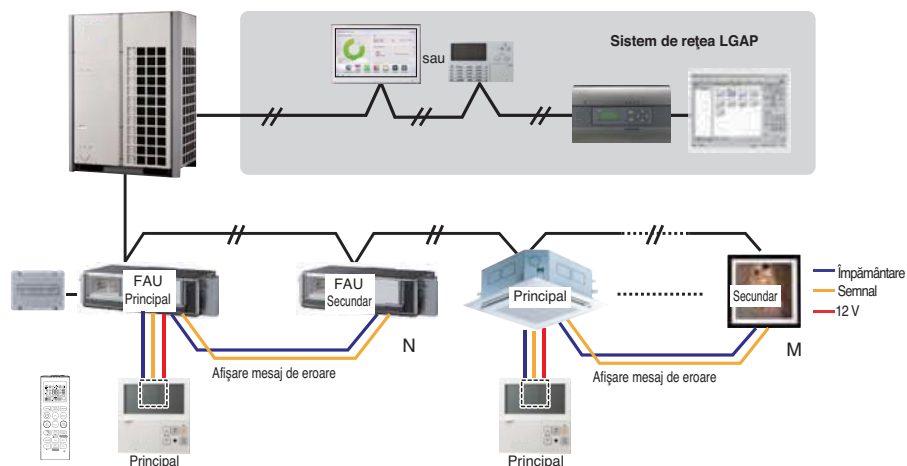 Sistem de rețea LGAP
sau
FAU
Principal
FAU
Secundar
Principal
Secundar
Împământare
Semnal
12 V
N
M
Afișare mesaj de eroare
Afișare mesaj de eroare
Principal
Principal